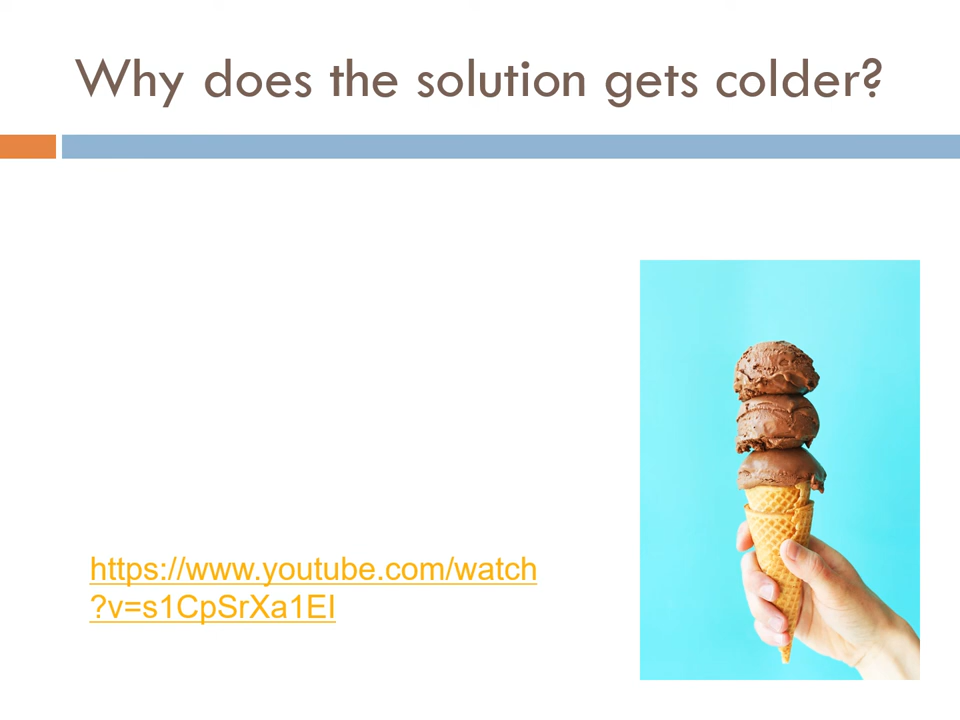 Why does the solution gets colder?
https://www.youtube.com/watch
?v=s1CpSrXa1EI